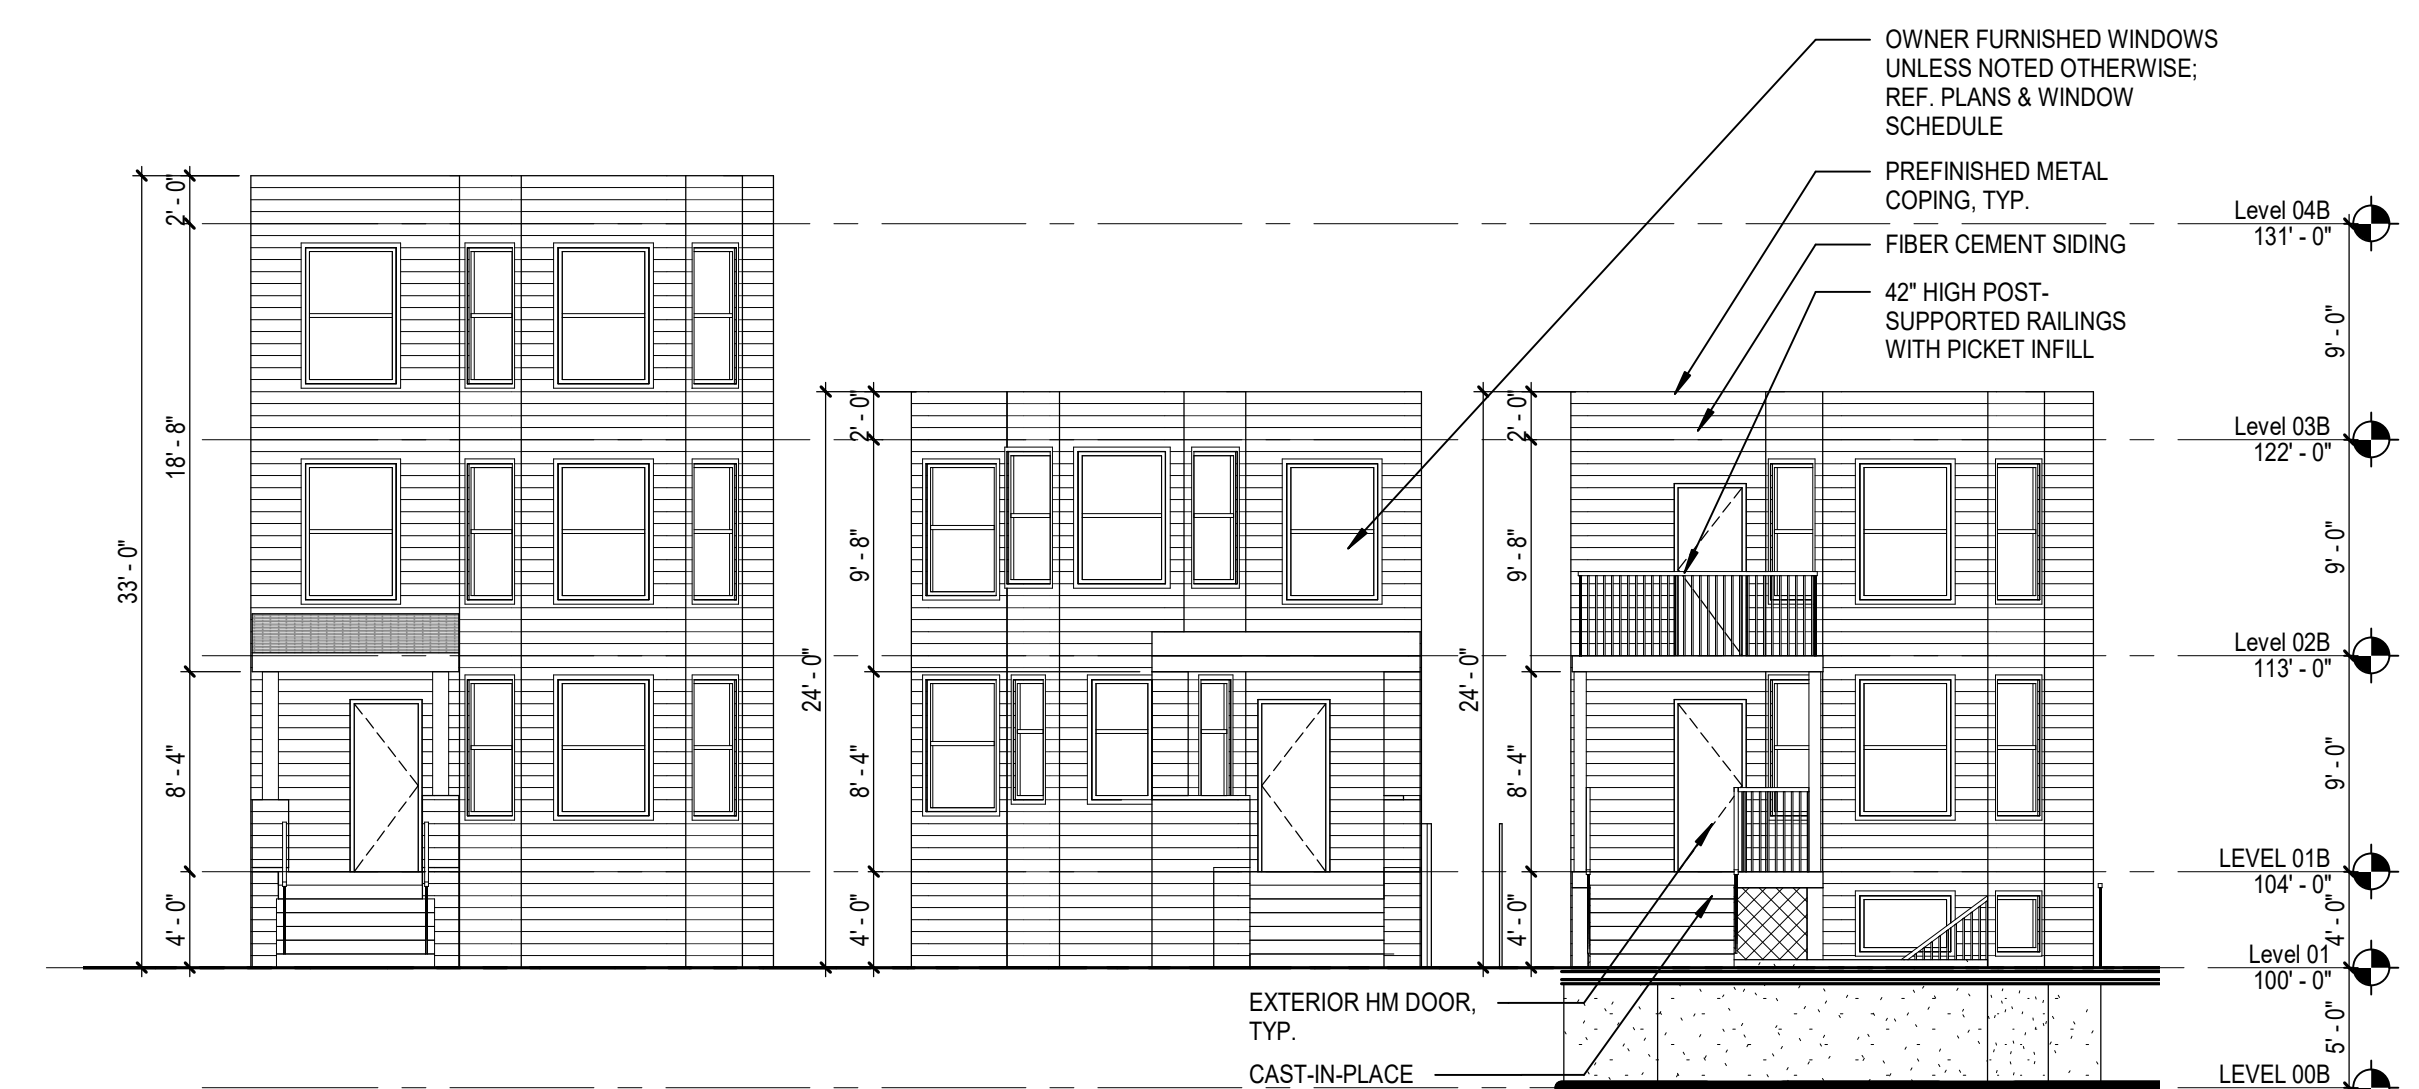 OWNER FURNISHED WINDOWS
UNLESS NOTED OTHERWISE;
REF. PLANS & WINDOW
SCHEDULE
PREFINISHED METAL
COPING, TYP.
FIBER CEMENT SIDING
42" HIGH POST-
SUPPORTED RAILINGS
WITH PICKET INFILL
Level 04B
131' - 0"
9' - 0"
Level 03B
122' - 0"
9' - 0"
Level 02B
113' - 0"
9' - 0"
LEVEL 01B
104' - 0"
4' - 0"
Level 01
100' - 0"
5' - 0"
LEVEL 00B
33' - 0"
2' - 0"
18' - 8"
8' - 4"
4' - 0"
24' - 0"
2' - 0"
9' - 8"
8' - 4"
4' - 0"
24' - 0"
2' - 0"
9' - 8"
8' - 4"
4' - 0"
EXTERIOR HM DOOR,
TYP.
CAST-IN-PLACE